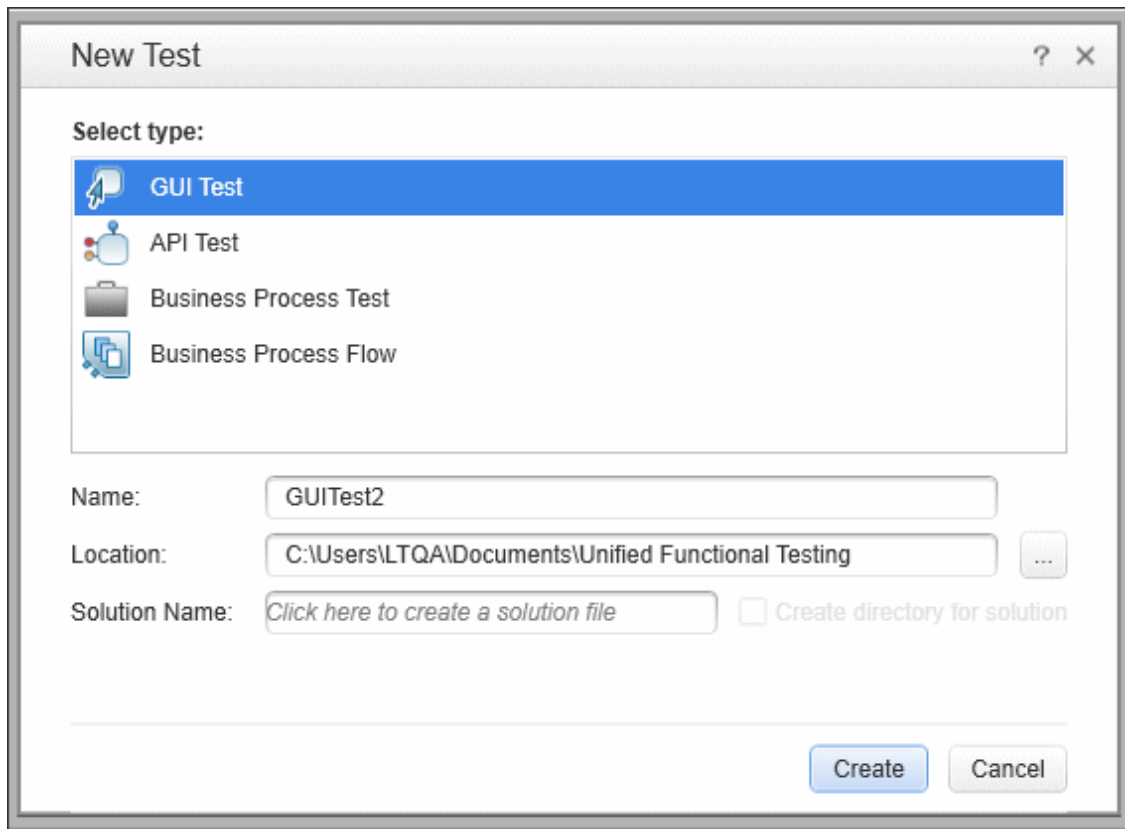 New Test ? ×
Select type:
GUI Test
API Test
Business Process Test
Business Process Flow
Name: GUITest2
Location: C:\Users\LTQA\Documents\Unified Functional Testing ...
Solution Name: Click here to create a solution file Create directory for solution
Create Cancel